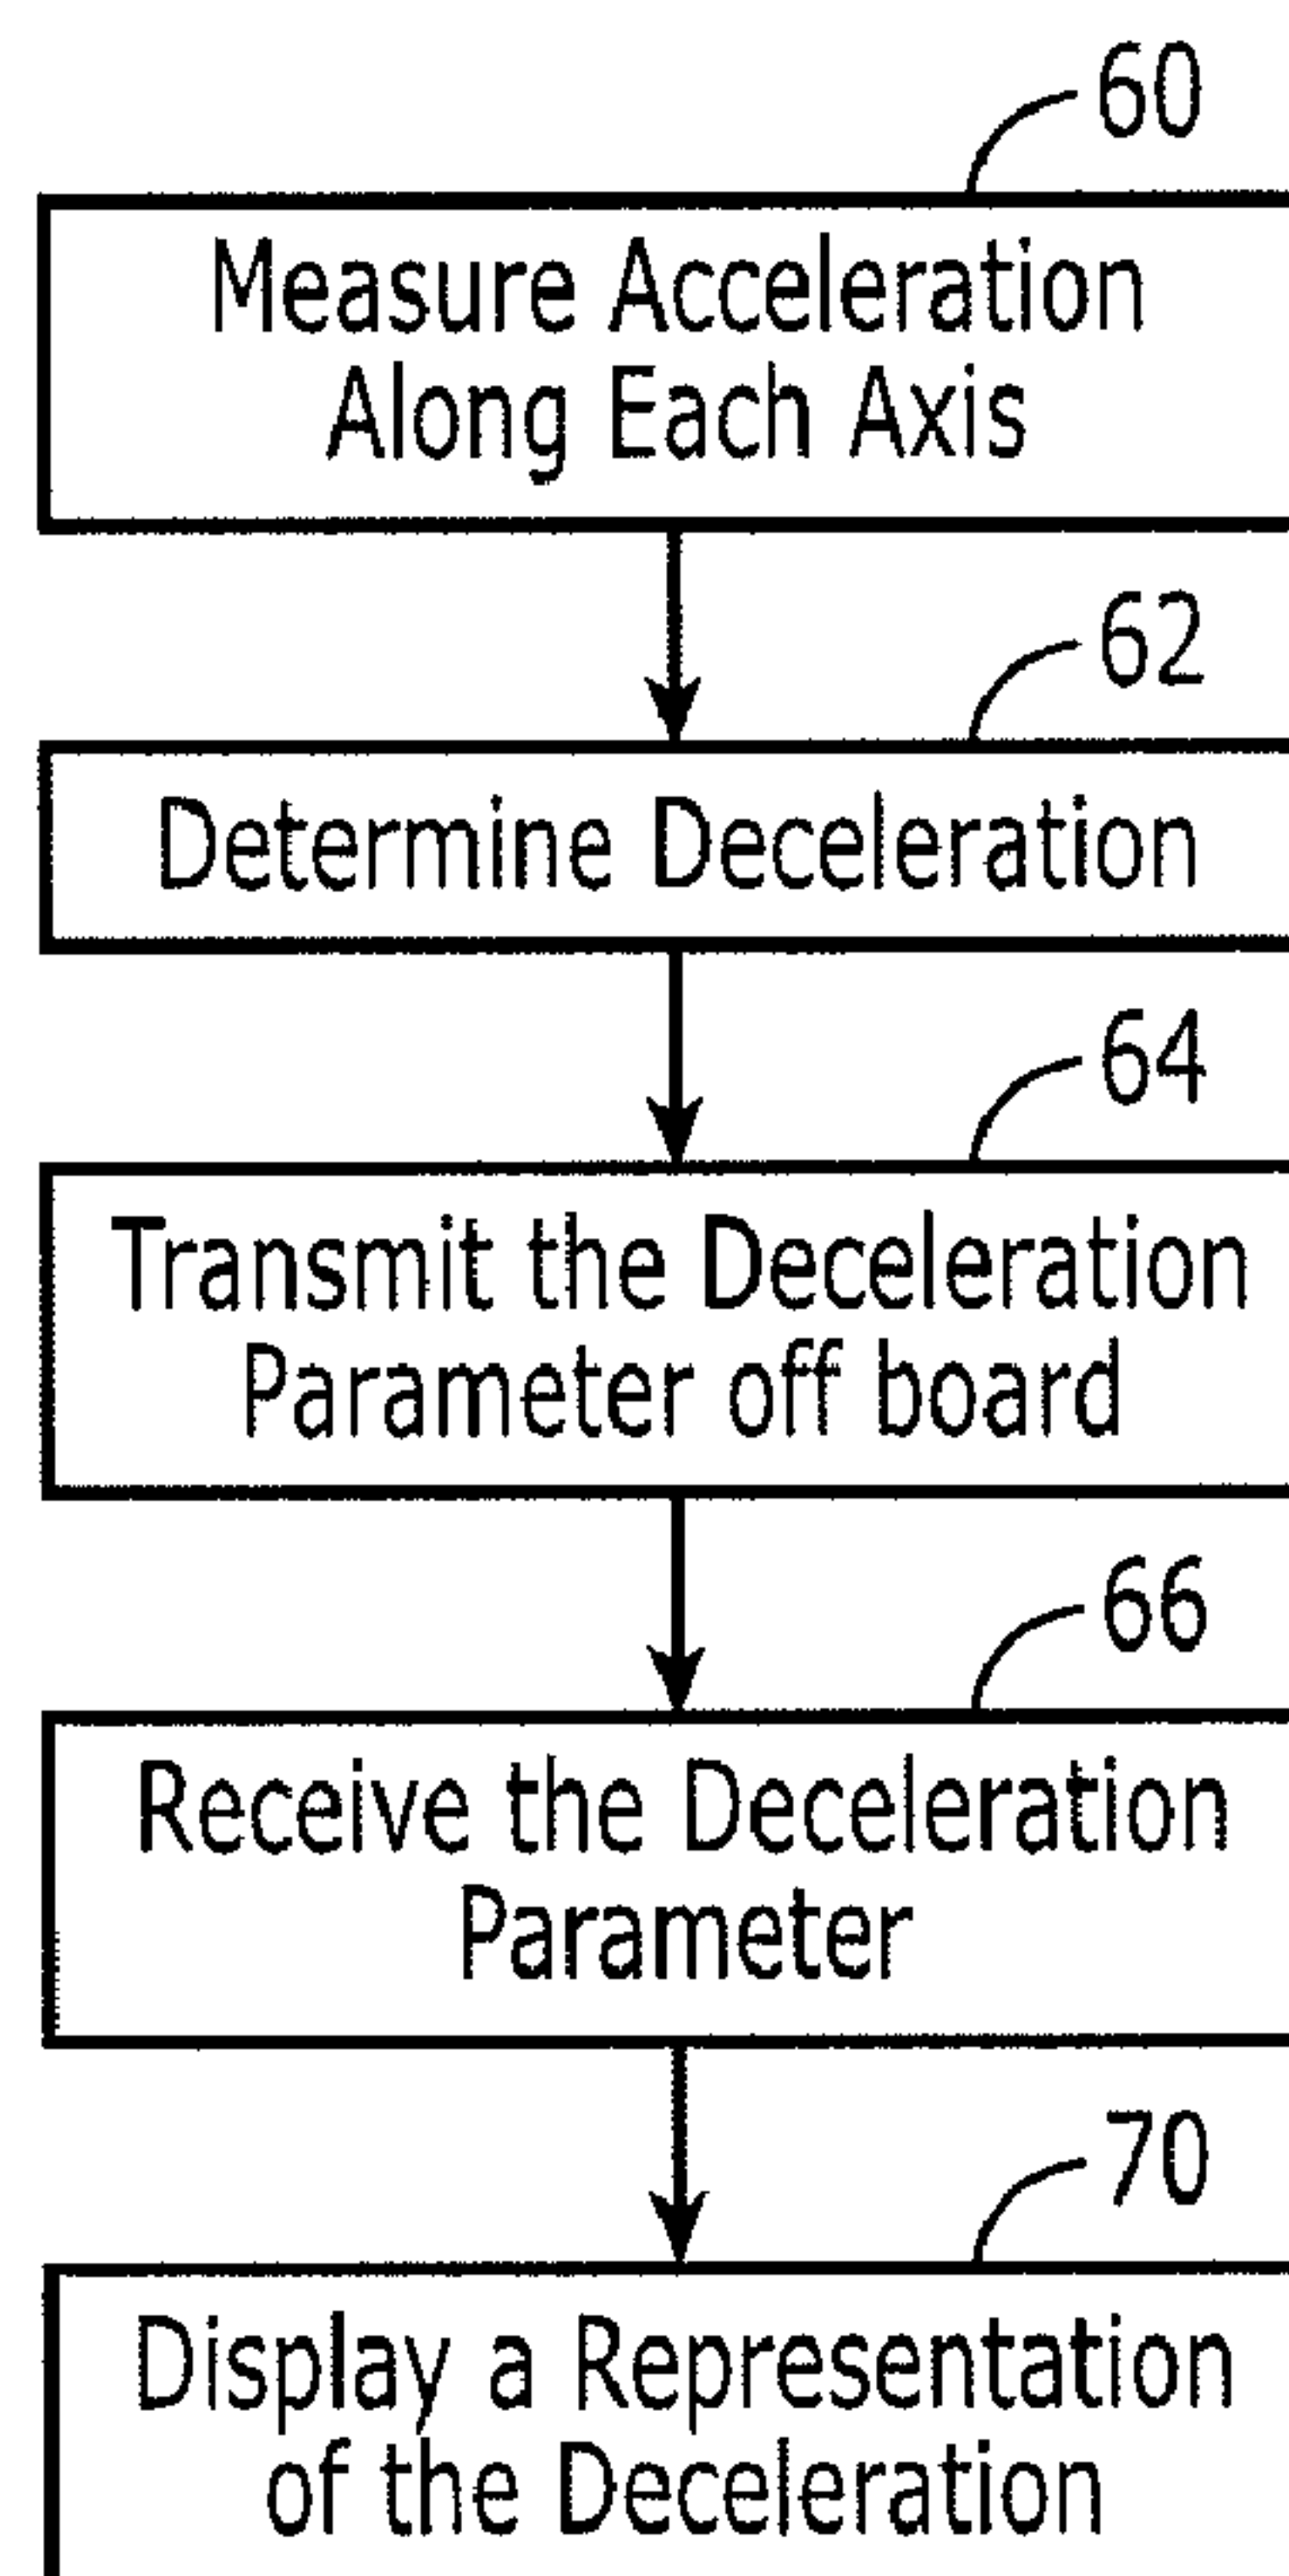 60
Measure Acceleration
Along Each Axis
62
Determine Deceleration
64
Transmit the Deceleration
Parameter off board
66
Receive the Deceleration
Parameter
70
Display a Representation
of the Deceleration